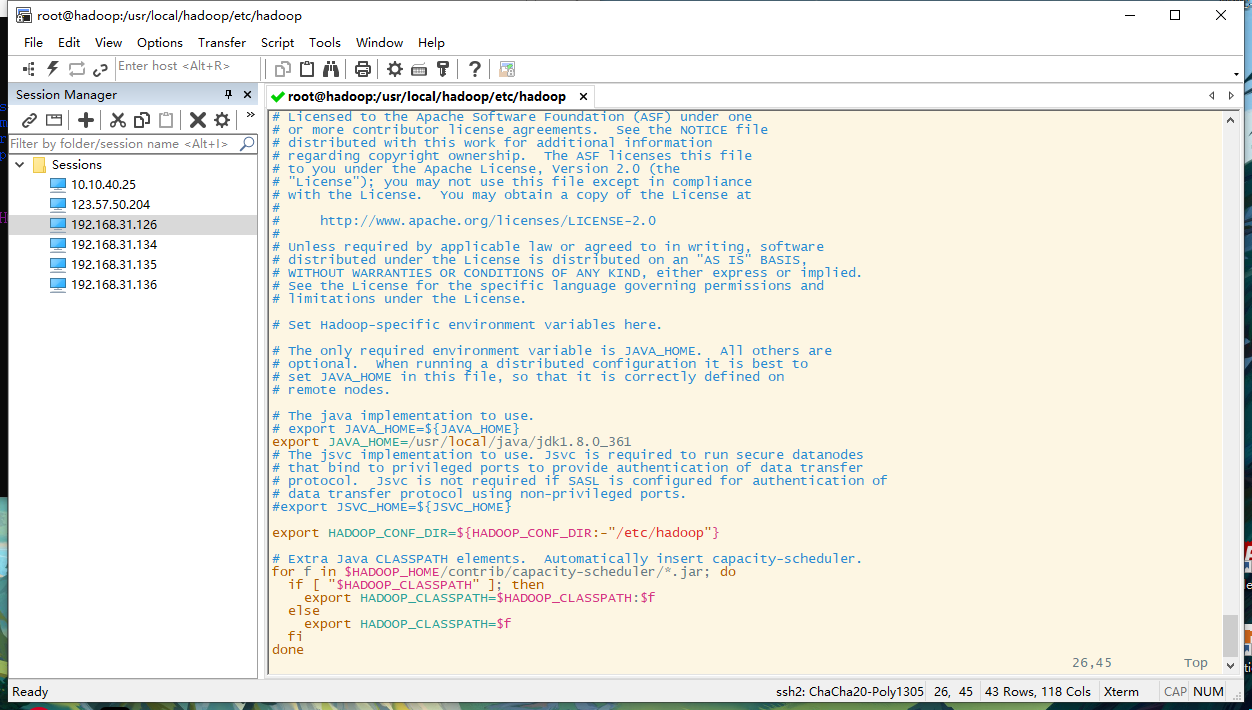 root@hadoop:/usr/local/hadoop/etc/hadoop
File Edit View Options Transfer Script Tools Window Help
Enter host <Alt+R>
Session Manager
Filter by folder/session name <Alt+I>
Sessions
10.10.40.25
123.57.50.204
192.168.31.126
192.168.31.134
192.168.31.135
192.168.31.136
root@hadoop:/usr/local/hadoop/etc/hadoop
# Licensed to the Apache Software Foundation (ASF) under one
# or more contributor license agreements.  See the NOTICE file
# distributed with this work for additional information
# regarding copyright ownership.  The ASF licenses this file
# to you under the Apache License, Version 2.0 (the
# "License"); you may not use this file except in compliance
# with the License.  You may obtain a copy of the License at
#
#     http://www.apache.org/licenses/LICENSE-2.0
#
# Unless required by applicable law or agreed to in writing, software
# distributed under the License is distributed on an "AS IS" BASIS,
# WITHOUT WARRANTIES OR CONDITIONS OF ANY KIND, either express or implied.
# See the License for the specific language governing permissions and
# limitations under the License.
# Set Hadoop-specific environment variables here.
# The only required environment variable is JAVA_HOME.  All others are
# optional.  When running a distributed configuration it is best to
# set JAVA_HOME in this file, so that it is correctly defined on
# remote nodes.
# The java implementation to use.
# export JAVA_HOME=${JAVA_HOME}
export JAVA_HOME=/usr/local/java/jdk1.8.0_361
# The jsvc implementation to use. Jsvc is required to run secure datanodes
# that bind to privileged ports to provide authentication of data transfer
# protocol.  Jsvc is not required if SASL is configured for authentication of
# data transfer protocol using non-privileged ports.
#export JSVC_HOME=${JSVC_HOME}
export HADOOP_CONF_DIR=${HADOOP_CONF_DIR:-"/etc/hadoop"}
# Extra Java CLASSPATH elements.  Automatically insert capacity-scheduler.
for f in $HADOOP_HOME/contrib/capacity-scheduler/*.jar; do
  if [ "$HADOOP_CLASSPATH" ]; then
    export HADOOP_CLASSPATH=$HADOOP_CLASSPATH:$f
  else
    export HADOOP_CLASSPATH=$f
  fi
done
26,45 Top
Ready ssh2: ChaCha20-Poly1305 26, 45 43 Rows, 118 Cols Xterm CAP NUM